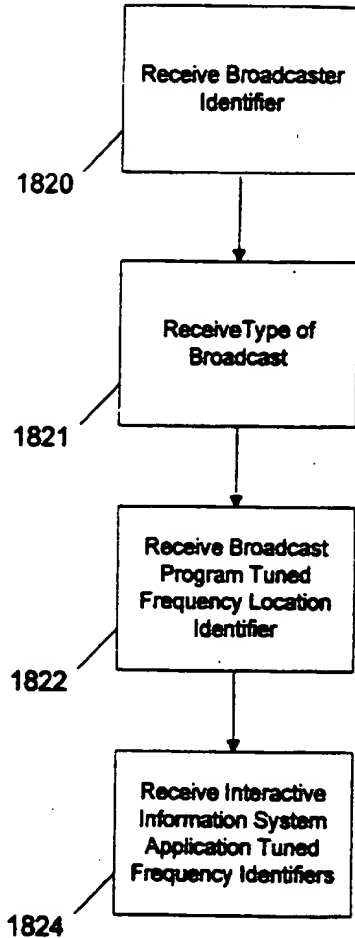 Receive Broadcaster
Identifier
1820
ReceiveType of
Broadcast
1821
Receive Broadcast
Program Tuned
Frequency Location
Identifier
1822
Receive Interactive
Information System
Application Tuned
Frequency Identifiers
1824